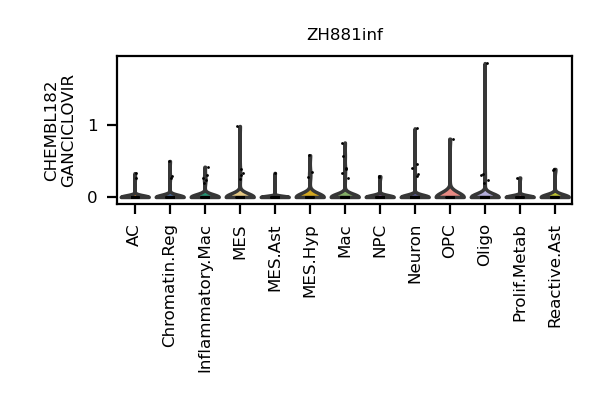 ZH881inf
CHEMBL182
GANCICLOVIR
1
0
AC
Chromatin.Reg
Inflammatory.Mac
MES
MES.Ast
MES.Hyp
Mac
NPC
Neuron
OPC
Oligo
Prolif.Metab
Reactive.Ast